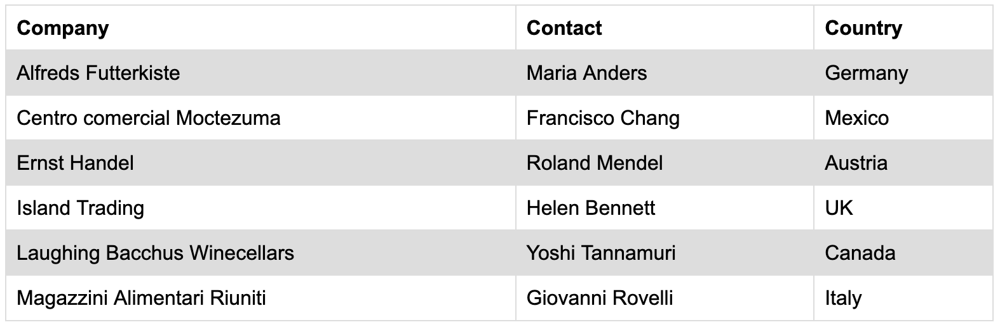 Company Contact Country
Alfreds Futterkiste Maria Anders Germany
Centro comercial Moctezuma Francisco Chang Mexico
Ernst Handel Roland Mendel Austria
Island Trading Helen Bennett UK
Laughing Bacchus Winecellars Yoshi Tannamuri Canada
Magazzini Alimentari Riuniti Giovanni Rovelli Italy